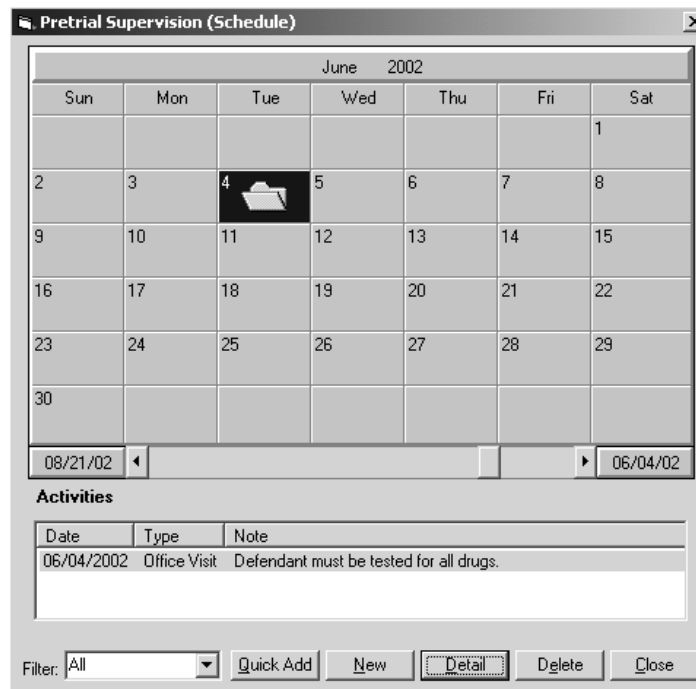 Pretrial Supervision (Schedule)
June 2002
Sun Mon Tue Wed Thu Fri Sat
1
2 3 4 5 6 7 8
9 10 11 12 13 14 15
16 17 18 19 20 21 22
23 24 25 26 27 28 29
30
08/21/02 06/04/02
Activities
Date Type Note
06/04/2002 Office Visit Defendant must be tested for all drugs.
Filter: All Quick Add New Detail Delete Close